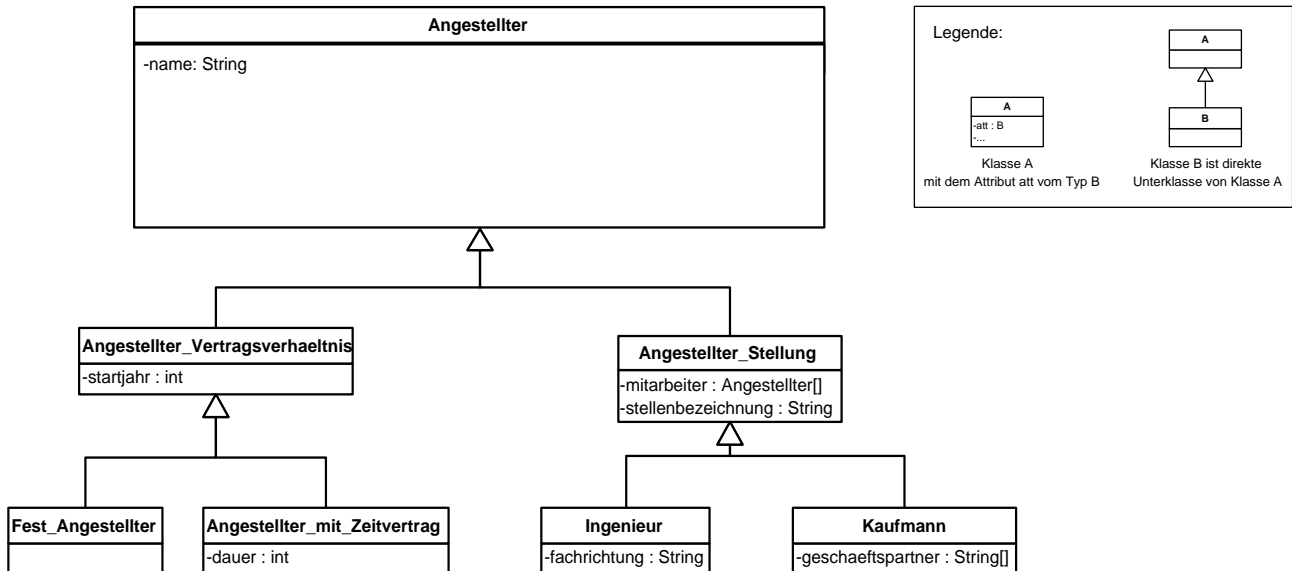 Angestellter
-name: String
Legende:
A
A
-att : B
-...
B
Klasse A
mit dem Attribut att vom Typ B
Klasse B ist direkte
Unterklasse von Klasse A
Angestellter_Vertragsverhaeltnis
-startjahr : int
Angestellter_Stellung
-mitarbeiter : Angestellter[]
-stellenbezeichnung : String
Fest_Angestellter
Angestellter_mit_Zeitvertrag
-dauer : int
Ingenieur
-fachrichtung : String
Kaufmann
-geschaeftspartner : String[]